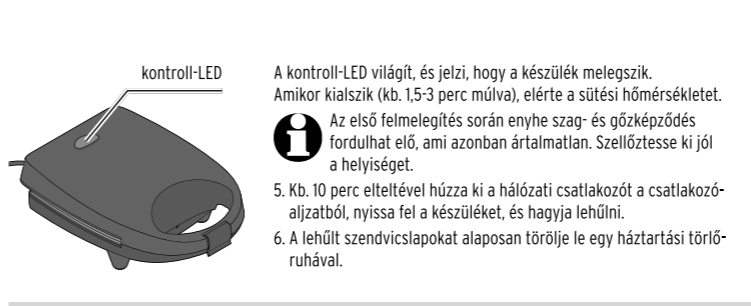 kontroll-LED
A kontroll-LED világít, és jelzi, hogy a készülék melegszik.
Amikor kialszik (kb. 1,5-3 perc múlva), elérte a sütési hőmérsékletet.
Az első felmelegítés során enyhe szag- és gőzképződés
fordulhat elő, ami azonban ártalmatlan. Szellőztesse ki jól
a helyiséget.
5. Kb. 10 perc elteltével húzza ki a hálózati csatlakozót a csatlakozó-
aljzatból, nyissa fel a készüléket, és hagyja lehűlni.
6. A lehűlt szendvicslapokat alaposan törölje le egy háztartási törlő-
ruhával.